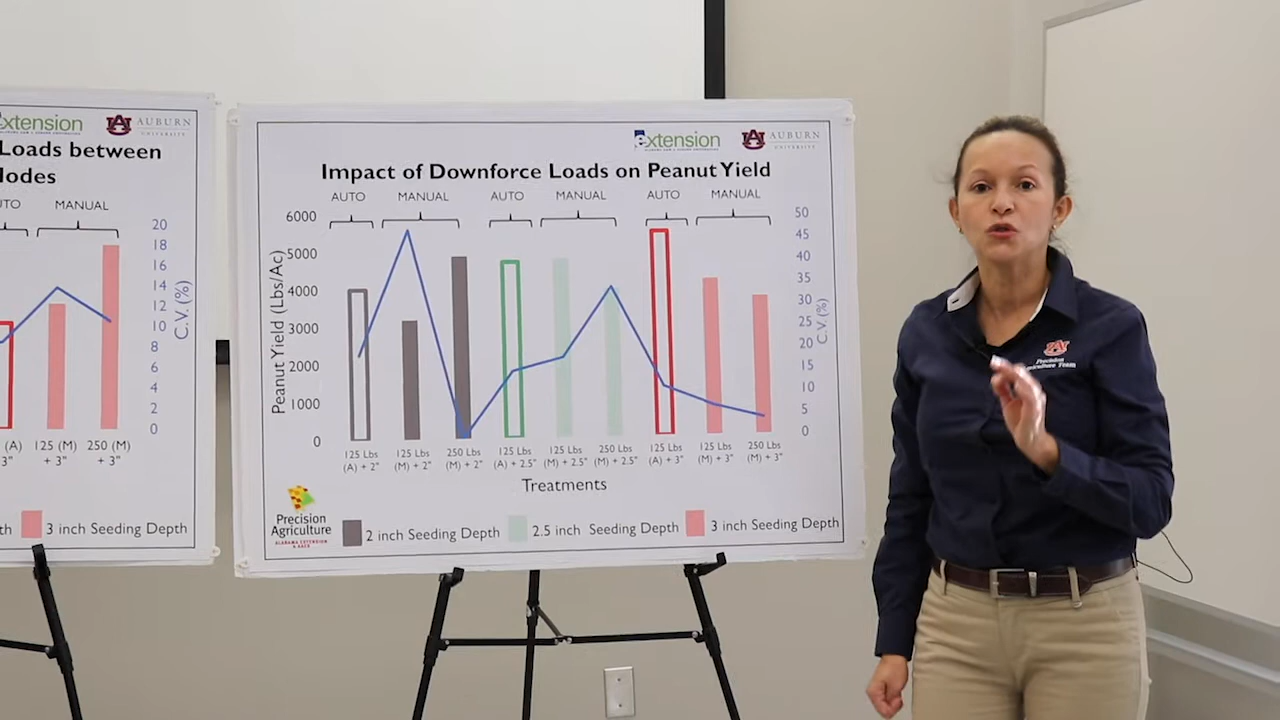 extension
AUBURN
UNIVERSITY
Loads between
AUTO MANUAL
20
18
16
14
12
10
8
6
4
2
0
C.V. (%)
(A)
3"
125 (M)
+ 3"
250 (M)
+ 3"
3 inch Seeding Depth
extension
AUBURN
UNIVERSITY
Impact of Downforce Loads on Peanut Yield
AUTO MANUAL AUTO MANUAL AUTO MANUAL
6000
5000
4000
3000
2000
1000
0
Peanut Yield (Lbs/Ac)
50
45
40
35
30
25
20
15
10
5
0
C.V. (%)
125 Lbs
(A) + 2"
125 Lbs
(M) + 2"
250 Lbs
(M) + 2"
125 Lbs
(A) + 2.5"
125 Lbs
(M) + 2.5"
250 Lbs
(M) + 2.5"
125 Lbs
(A) + 3"
125 Lbs
(M) + 3"
250 Lbs
(M) + 3"
Treatments
Precision
Agriculture
2 inch Seeding Depth
2.5 inch Seeding Depth
3 inch Seeding Depth
Precision
Agriculture Team